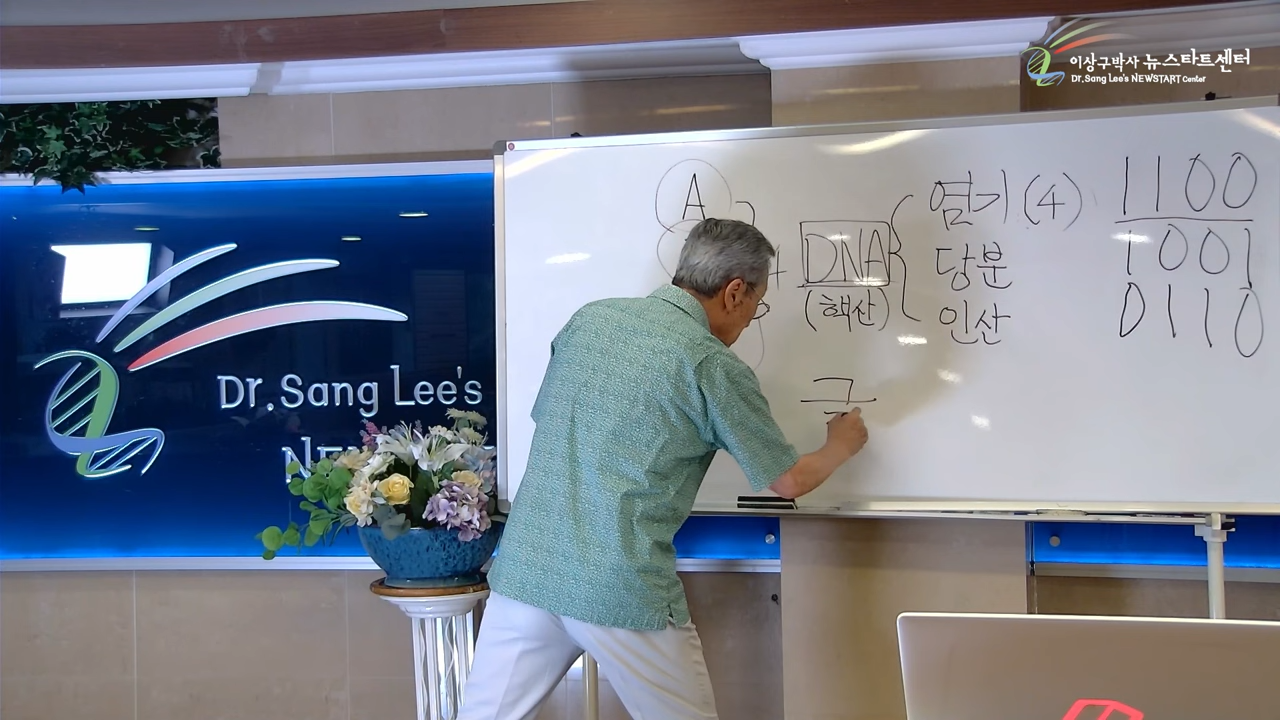 이상구박사 뉴스타트센터
Dr. Sang Lee's NEWSTART Center
Dr. Sang Lee's
A
DNA
(핵산)
염기 (4)
당분
인산
1100
1001
0110
그